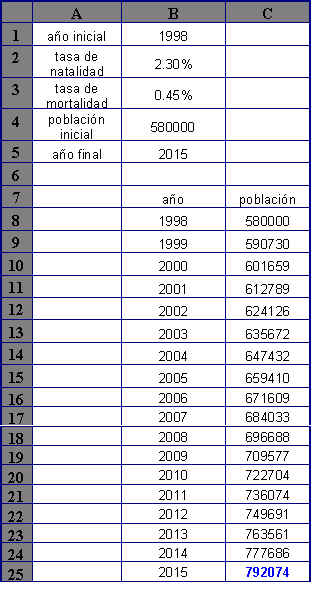 A B C
1 año inicial 1998
2 tasa de
natalidad 2.30%
3 tasa de
mortalidad 0.45%
4 población
inicial 580000
5 año final 2015
6
7 año población
8 1998 580000
9 1999 590730
10 2000 601659
11 2001 612789
12 2002 624126
13 2003 635672
14 2004 647432
15 2005 659410
16 2006 671609
17 2007 684033
18 2008 696688
19 2009 709577
20 2010 722704
21 2011 736074
22 2012 749691
23 2013 763561
24 2014 777686
25 2015 792074